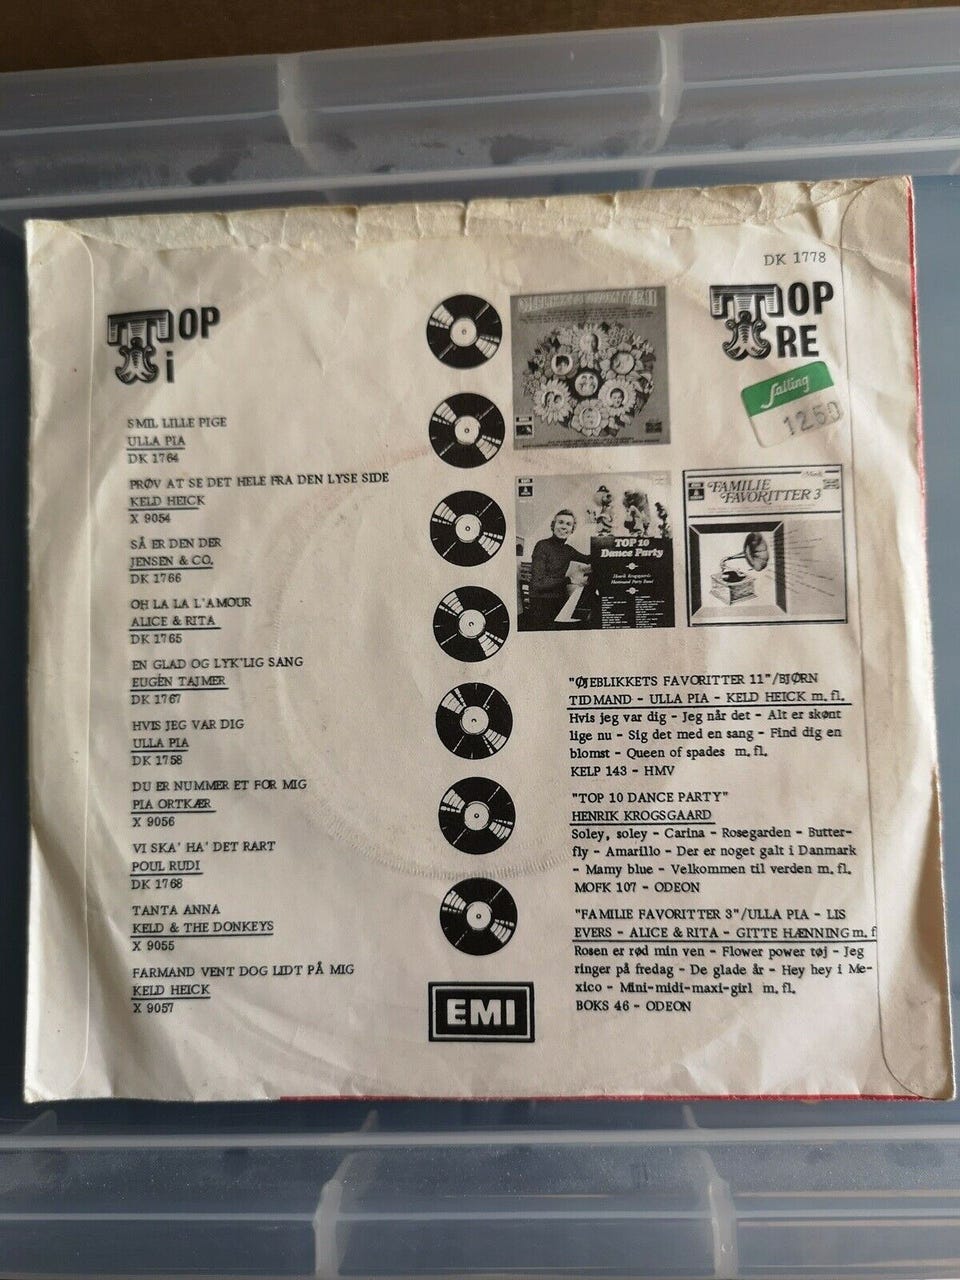 DK 1778
TOP
Ti
SMIL LILLE PIGE
ULLA PIA
DK 1764
PRØV AT SE DET HELE FRA DEN LYSE SIDE
KELD HEICK
X 9054
SÅ ER DEN DER
JENSEN & CO.
DK 1766
OH LA LA L'AMOUR
ALICE & RITA
DK 1765
EN GLAD OG LYK'LIG SANG
EUGÉN TAJMER
DK 1767
HVIS JEG VAR DIG
ULLA PIA
DK 1758
DU ER NUMMER ET FOR MIG
PIA ORTKÆR
X 9056
VI SKA' HA' DET RART
POUL RUDI
DK 1768
TANTA ANNA
KELD & THE DONKEYS
X 9055
FARMAND VENT DOG LIDT PÅ MIG
KELD HEICK
X 9057
EMI
TOP
TRE
Salling
1250
ØJEBLIKKETS FAVORITTER 11
TOP 10
Dance Party
Henrik Krogsgaards
Hammond Party Band
FAMILIE
FAVORITTER 3
"ØJEBLIKKETS FAVORITTER 11"/BJØRN
TIDMAND - ULLA PIA - KELD HEICK m. fl.
Hvis jeg var dig - Jeg når det - Alt er skønt
lige nu - Sig det med en sang - Find dig en
blomst - Queen of spades m. fl.
KELP 143 - HMV
"TOP 10 DANCE PARTY"
HENRIK KROGSGAARD
Soley, soley - Carina - Rosegarden - Butter-
fly - Amarillo - Der er noget galt i Danmark
- Mamy blue - Velkommen til verden m. fl.
MOFK 107 - ODEON
"FAMILIE FAVORITTER 3"/ULLA PIA - LIS
EVERS - ALICE & RITA - GITTE HÆNNING m. f
Rosen er rød min ven - Flower power tøj - Jeg
ringer på fredag - De glade år - Hey hey i Me-
xico - Mini-midi-maxi-girl m. fl.
BOKS 46 - ODEON